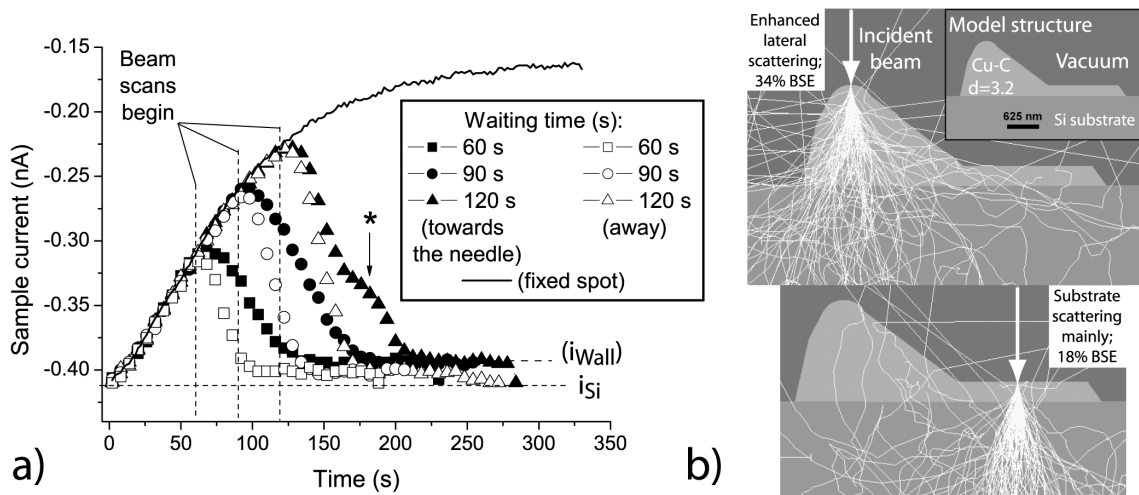 a)
Sample current (nA)
-0.15
-0.20
-0.25
-0.30
-0.35
-0.40
Beam
scans
begin
Waiting time (s):
60 s
60 s
90 s
90 s
120 s
120 s
(towards
(away)
the needle)
(fixed spot)
*
(iWall)
iSi
0
50
100
150
200
250
300
350
Time (s)
b)
Enhanced
lateral
scattering;
34% BSE
Incident
beam
Model structure
Cu-C
d=3.2
Vacuum
625 nm
Si substrate
Substrate
scattering
mainly;
18% BSE